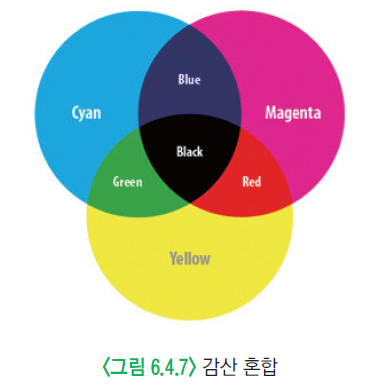 Blue
Cyan
Magenta
Black
Green
Red
Yellow
<그림 6.4.7> 감산 혼합